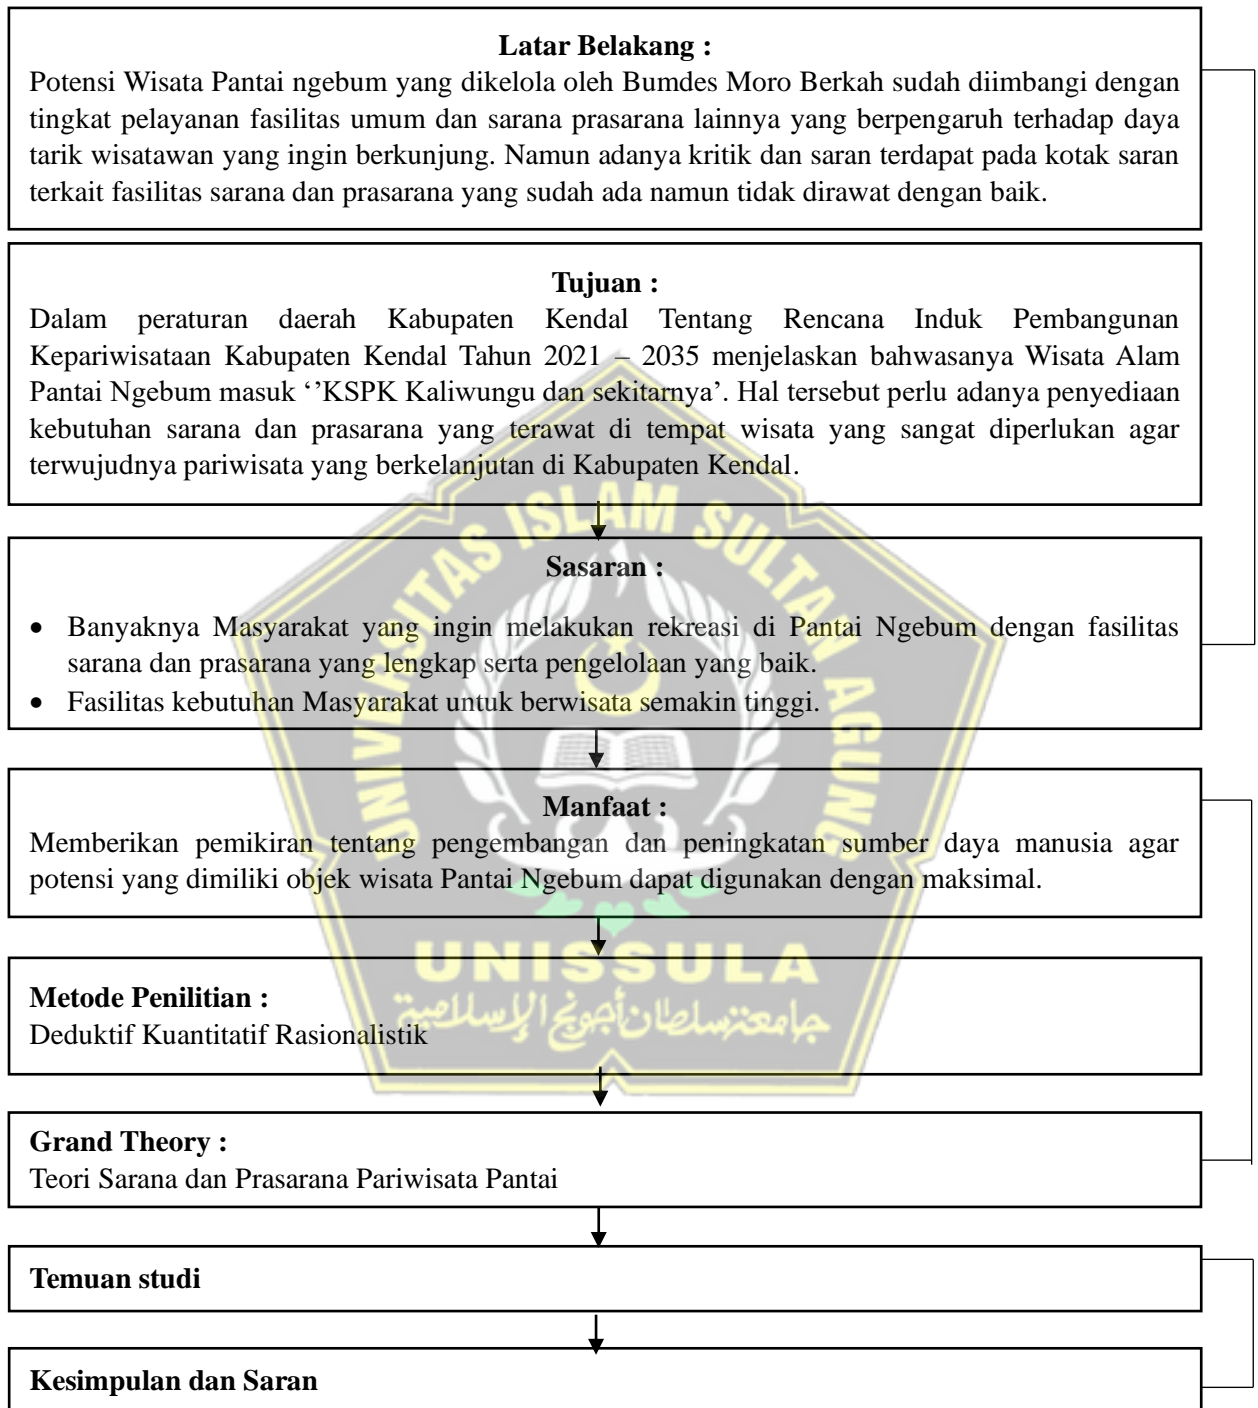 Latar Belakang :
Potensi Wisata Pantai ngebum yang dikelola oleh Bumdes Moro Berkah sudah diimbangi dengan
tingkat pelayanan fasilitas umum dan sarana prasarana lainnya yang berpengaruh terhadap daya
tarik wisatawan yang ingin berkunjung. Namun adanya kritik dan saran terdapat pada kotak saran
terkait fasilitas sarana dan prasarana yang sudah ada namun tidak dirawat dengan baik.
Tujuan :
Dalam peraturan daerah Kabupaten Kendal Tentang Rencana Induk Pembangunan
Kepariwisataan Kabupaten Kendal Tahun 2021 – 2035 menjelaskan bahwasanya Wisata Alam
Pantai Ngebum masuk ‘’KSPK Kaliwungu dan sekitarnya’. Hal tersebut perlu adanya penyediaan
kebutuhan sarana dan prasarana yang terawat di tempat wisata yang sangat diperlukan agar
terwujudnya pariwisata yang berkelanjutan di Kabupaten Kendal.
Sasaran :
• Banyaknya Masyarakat yang ingin melakukan rekreasi di Pantai Ngebum dengan fasilitas
sarana dan prasarana yang lengkap serta pengelolaan yang baik.
• Fasilitas kebutuhan Masyarakat untuk berwisata semakin tinggi.
Manfaat :
Memberikan pemikiran tentang pengembangan dan peningkatan sumber daya manusia agar
potensi yang dimiliki objek wisata Pantai Ngebum dapat digunakan dengan maksimal.
Metode Penilitian :
Deduktif Kuantitatif Rasionalistik
Grand Theory :
Teori Sarana dan Prasarana Pariwisata Pantai
Temuan studi
Kesimpulan dan Saran
UNIVERSITAS ISLAM SULTAN AGUNG
UNISSULA
جامعتنسلطان أجونج الإسلامية